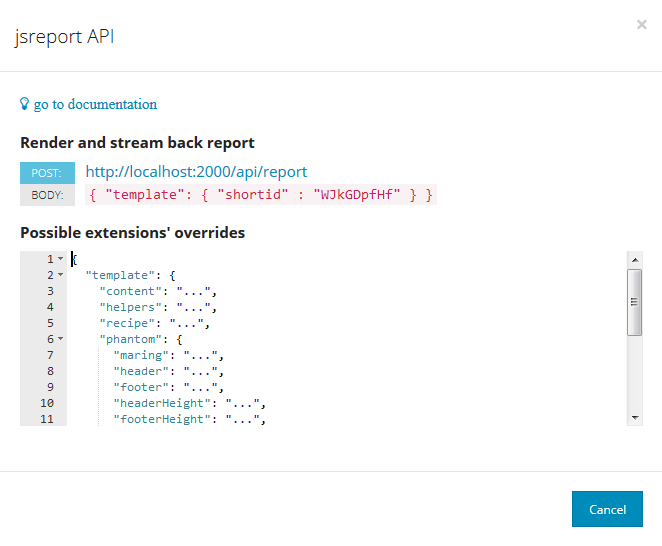 jsreport API
×
go to documentation
Render and stream back report
POST: http://localhost:2000/api/report
BODY: { "template": { "shortid" : "WJkGDpfHf" } }
Possible extensions' overrides
1 {
2 "template": {
3 "content": "...",
4 "helpers": "...",
5 "recipe": "...",
6 "phantom": {
7 "maring": "...",
8 "header": "...",
9 "footer": "...",
10 "headerHeight": "...",
11 "footerHeight": "...",
Cancel